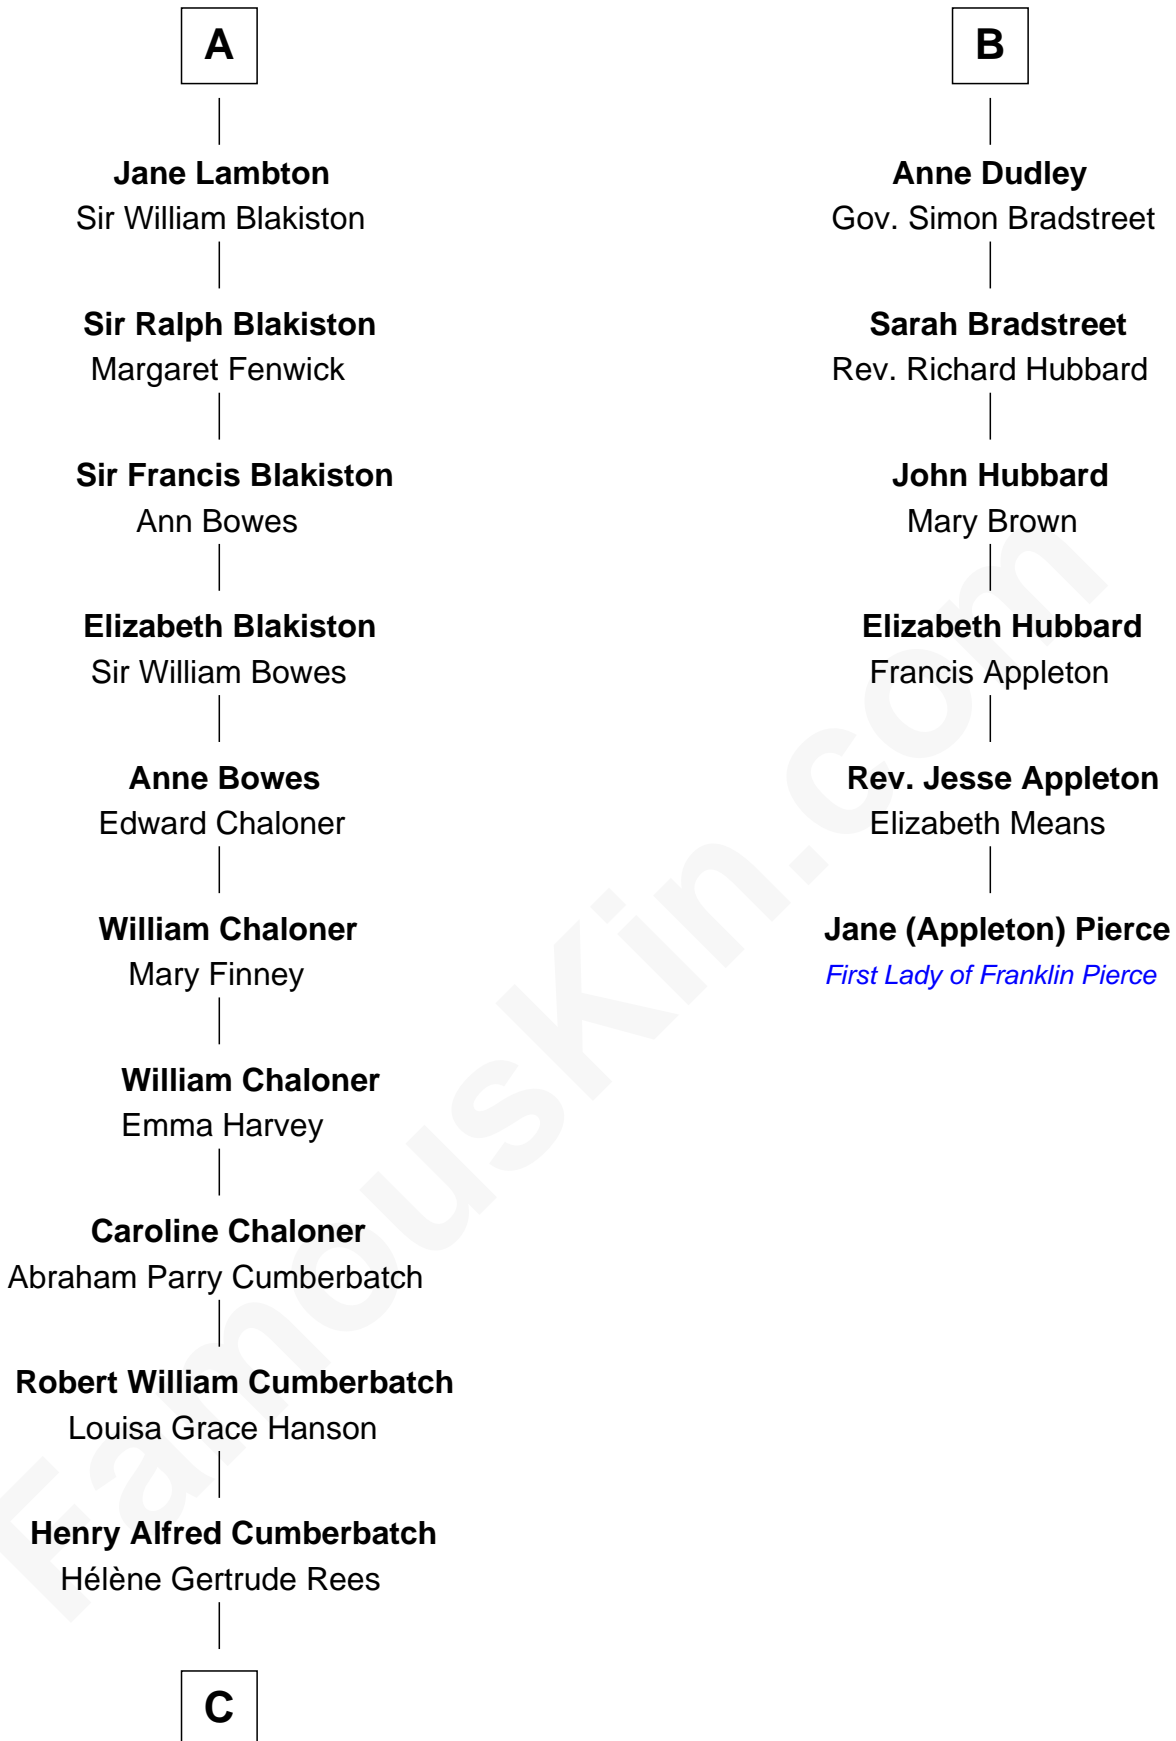 A
Jane Lambton
Sir William Blakiston
Sir Ralph Blakiston
Margaret Fenwick
Sir Francis Blakiston
Ann Bowes
Elizabeth Blakiston
Sir William Bowes
Anne Bowes
Edward Chaloner
William Chaloner
Mary Finney
William Chaloner
Emma Harvey
Caroline Chaloner
Abraham Parry Cumberbatch
Robert William Cumberbatch
Louisa Grace Hanson
Henry Alfred Cumberbatch
Hélène Gertrude Rees
C
B
Anne Dudley
Gov. Simon Bradstreet
Sarah Bradstreet
Rev. Richard Hubbard
John Hubbard
Mary Brown
Elizabeth Hubbard
Francis Appleton
Rev. Jesse Appleton
Elizabeth Means
Jane (Appleton) Pierce
First Lady of Franklin Pierce
FamousKin.com